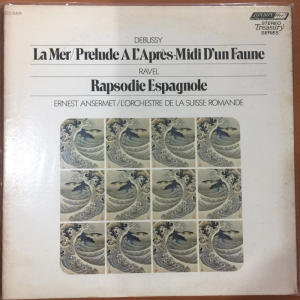 DEBUSSY
La Mer/Prelude A L'Après-Midi D'un Faune
RAVEL
Rapsodie Espagnole
ERNEST ANSERMET/L'ORCHESTRE DE LA SUISSE ROMANDE
LONDON
STEREO
Treasury
SERIES